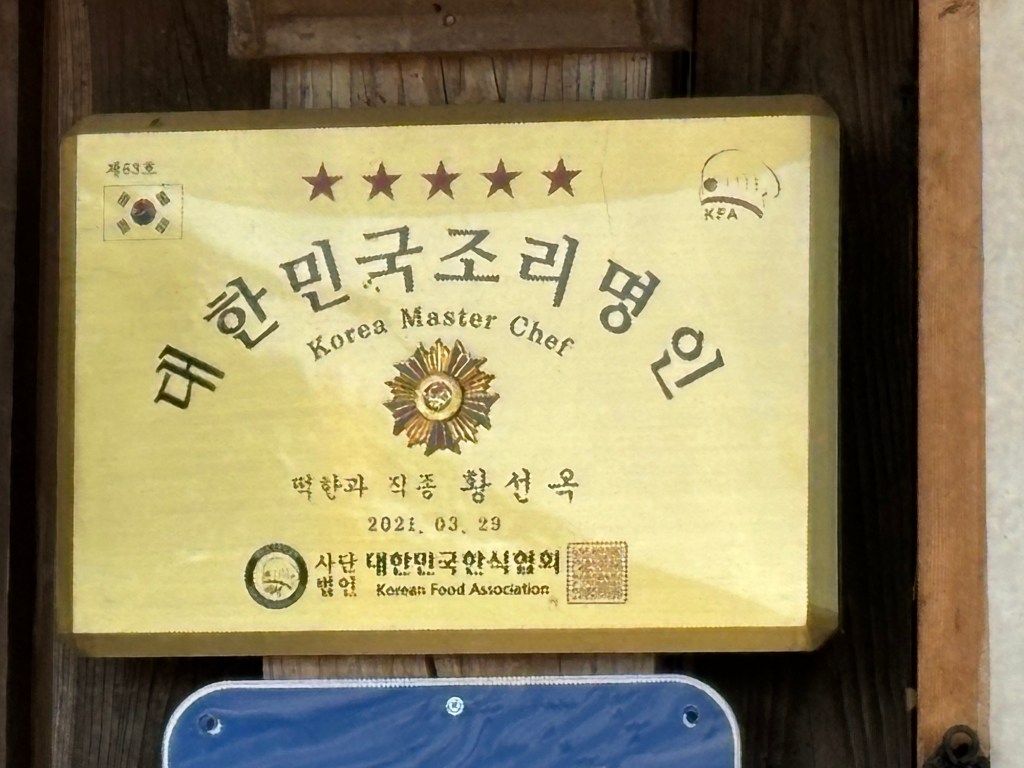 제63호
KFA
대한민국조리명인
Korea Master Chef
떡한과 직종 황선옥
2021. 03. 29
사단법인 대한민국한식협회
Korean Food Association